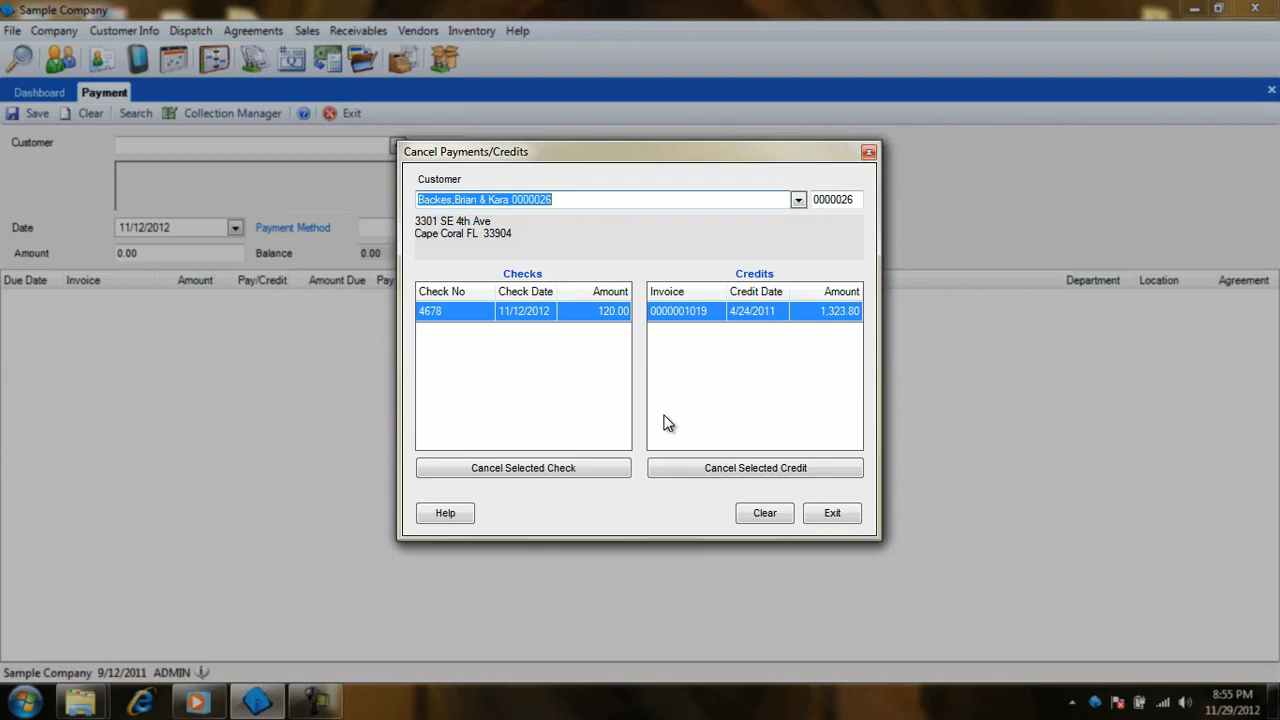 Sample Company
File Company Customer Info Dispatch Agreements Sales Receivables Vendors Inventory Help
Dashboard Payment
Save Clear Search Collection Manager Exit
Customer
Date 11/12/2012 Payment Method
Amount 0.00 Balance 0.00
Due Date Invoice Amount Pay/Credit Amount Due Pay Department Location Agreement
Cancel Payments/Credits
Customer
Backes,Brian & Kara 0000026 0000026
3301 SE 4th Ave
Cape Coral FL 33904
Checks Credits
Check No Check Date Amount Invoice Credit Date Amount
4678 11/12/2012 120.00 0000001019 4/24/2011 1,323.80
Cancel Selected Check Cancel Selected Credit
Help Clear Exit
Sample Company 9/12/2011 ADMIN
8:55 PM
11/29/2012